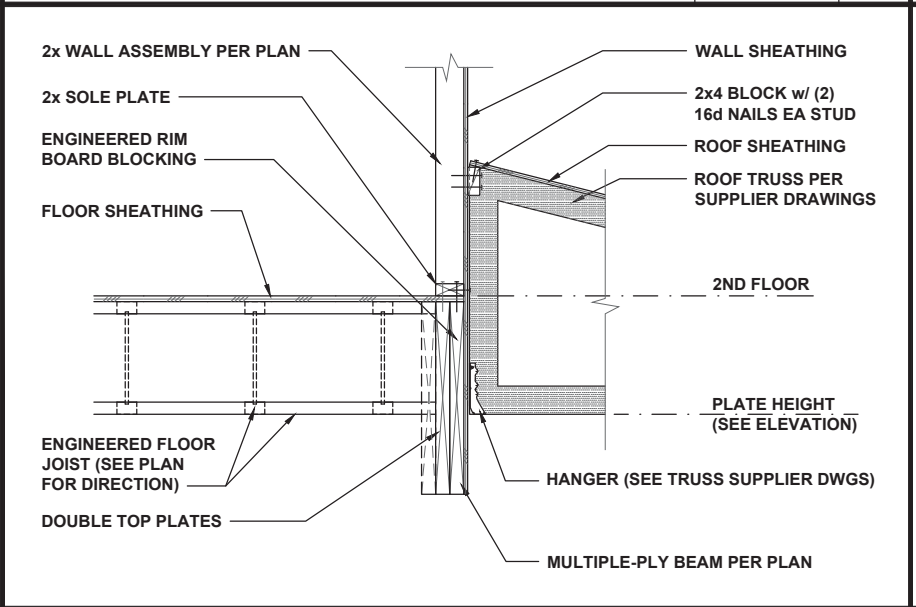 2x WALL ASSEMBLY PER PLAN
2x SOLE PLATE
ENGINEERED RIM
BOARD BLOCKING
FLOOR SHEATHING
ENGINEERED FLOOR
JOIST (SEE PLAN
FOR DIRECTION)
DOUBLE TOP PLATES
WALL SHEATHING
2x4 BLOCK w/ (2)
16d NAILS EA STUD
ROOF SHEATHING
ROOF TRUSS PER
SUPPLIER DRAWINGS
2ND FLOOR
PLATE HEIGHT
(SEE ELEVATION)
HANGER (SEE TRUSS SUPPLIER DWGS)
MULTIPLE-PLY BEAM PER PLAN